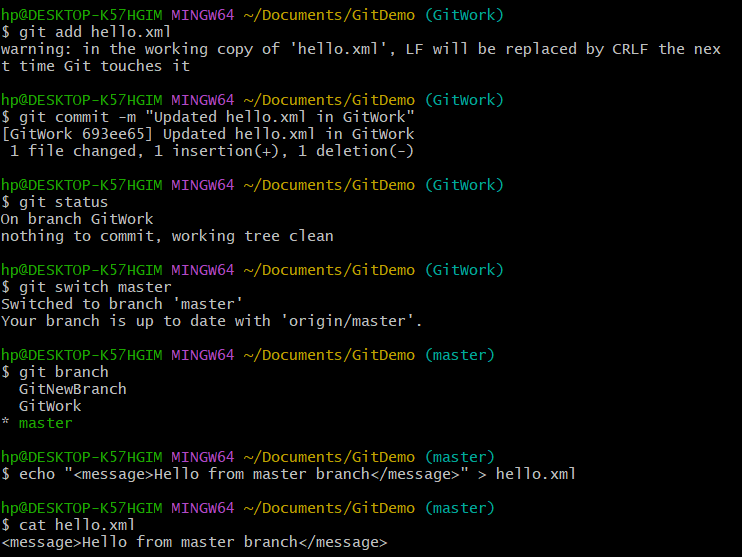 hp@DESKTOP-K57HGIM MINGW64 ~/Documents/GitDemo (GitWork)
$ git add hello.xml
warning: in the working copy of 'hello.xml', LF will be replaced by CRLF the nex
t time Git touches it
hp@DESKTOP-K57HGIM MINGW64 ~/Documents/GitDemo (GitWork)
$ git commit -m "Updated hello.xml in GitWork"
[GitWork 693ee65] Updated hello.xml in GitWork
 1 file changed, 1 insertion(+), 1 deletion(-)
hp@DESKTOP-K57HGIM MINGW64 ~/Documents/GitDemo (GitWork)
$ git status
On branch GitWork
nothing to commit, working tree clean
hp@DESKTOP-K57HGIM MINGW64 ~/Documents/GitDemo (GitWork)
$ git switch master
Switched to branch 'master'
Your branch is up to date with 'origin/master'.
hp@DESKTOP-K57HGIM MINGW64 ~/Documents/GitDemo (master)
$ git branch
  GitNewBranch
  GitWork
* master
hp@DESKTOP-K57HGIM MINGW64 ~/Documents/GitDemo (master)
$ echo "<message>Hello from master branch</message>" > hello.xml
hp@DESKTOP-K57HGIM MINGW64 ~/Documents/GitDemo (master)
$ cat hello.xml
<message>Hello from master branch</message>